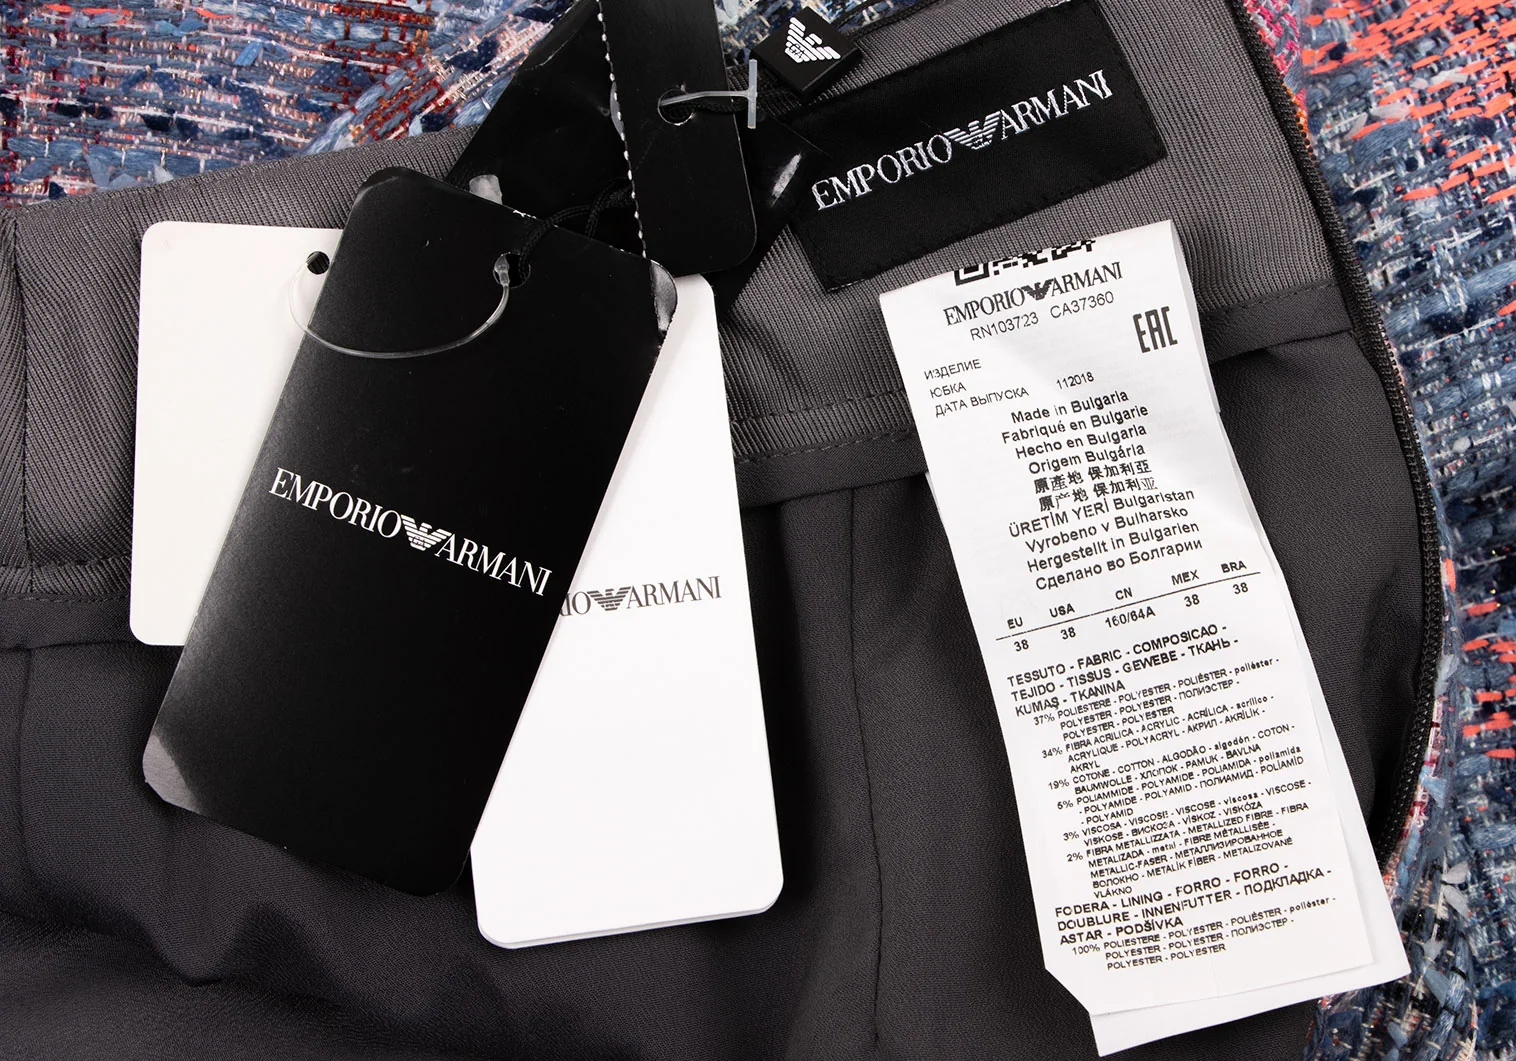 EMPORIO ARMANI
EMPORIO ARMANI
IO ARMANI
EMPORIO ARMANI
RN103723 CA37360
EAC
ИЗДЕЛИЕ
ЮБКА
ДАТА ВЫПУСКА 112018
Made in Bulgaria
Fabriqué en Bulgarie
Hecho en Bulgaria
Origem Bulgária
原產地 保加利亞
原产地 保加利亚
ÜRETİM YERİ Bulgaristan
Vyrobeno v Bulharsko
Hergestellt in Bulgarien
Сделано во Болгарии
EU USA CN MEX BRA
38 38 160/64A 38 38
TESSUTO - FABRIC - COMPOSICAO -
TEJIDO - TISSUS - GEWEBE - ТКАНЬ -
KUMAŞ - TKANINA
37% POLIESTERE - POLYESTER - POLIÉSTER - poliéster -
POLYESTER - POLYESTER - ПОЛИЭСТЕР -
POLYESTER - POLYESTER
34% FIBRA ACRILICA - ACRYLIC - ACRÍLICA - acrílico -
ACRYLIQUE - POLYACRYL - АКРИЛ - AKRİLİK -
AKRYL
19% COTONE - COTTON - ALGODÃO - algodón - COTON -
BAUMWOLLE - ХЛОПОК - PAMUK - BAVLNA
5% POLIAMMIDE - POLYAMIDE - POLIAMIDA - poliamida
- POLYAMIDE - POLYAMID - ПОЛИАМИД - POLİAMİD
- POLYAMID
3% VISCOSA - VISCOSE - VISCOSE - viscosa - VISCOSE -
VISKOSE - ВИСКОЗА - VİSKOZ - VISKÓZA
2% FIBRA METALLIZZATA - METALLIZED FIBRE - FIBRA
METALIZADA - metal - FIBRE MÉTALLISÉE -
METALLIC-FASER - МЕТАЛЛИЗИРОВАННОЕ
ВОЛОКНО - METALİK FİBER - METALIZOVANÉ
VLÁKNO
FODERA - LINING - FORRO - FORRO -
DOUBLURE - INNENFUTTER - ПОДКЛАДКА -
ASTAR - PODŠÍVKA
100% POLIESTERE - POLYESTER - POLIÉSTER - poliéster -
POLYESTER - POLYESTER - ПОЛИЭСТЕР -
POLYESTER - POLYESTER